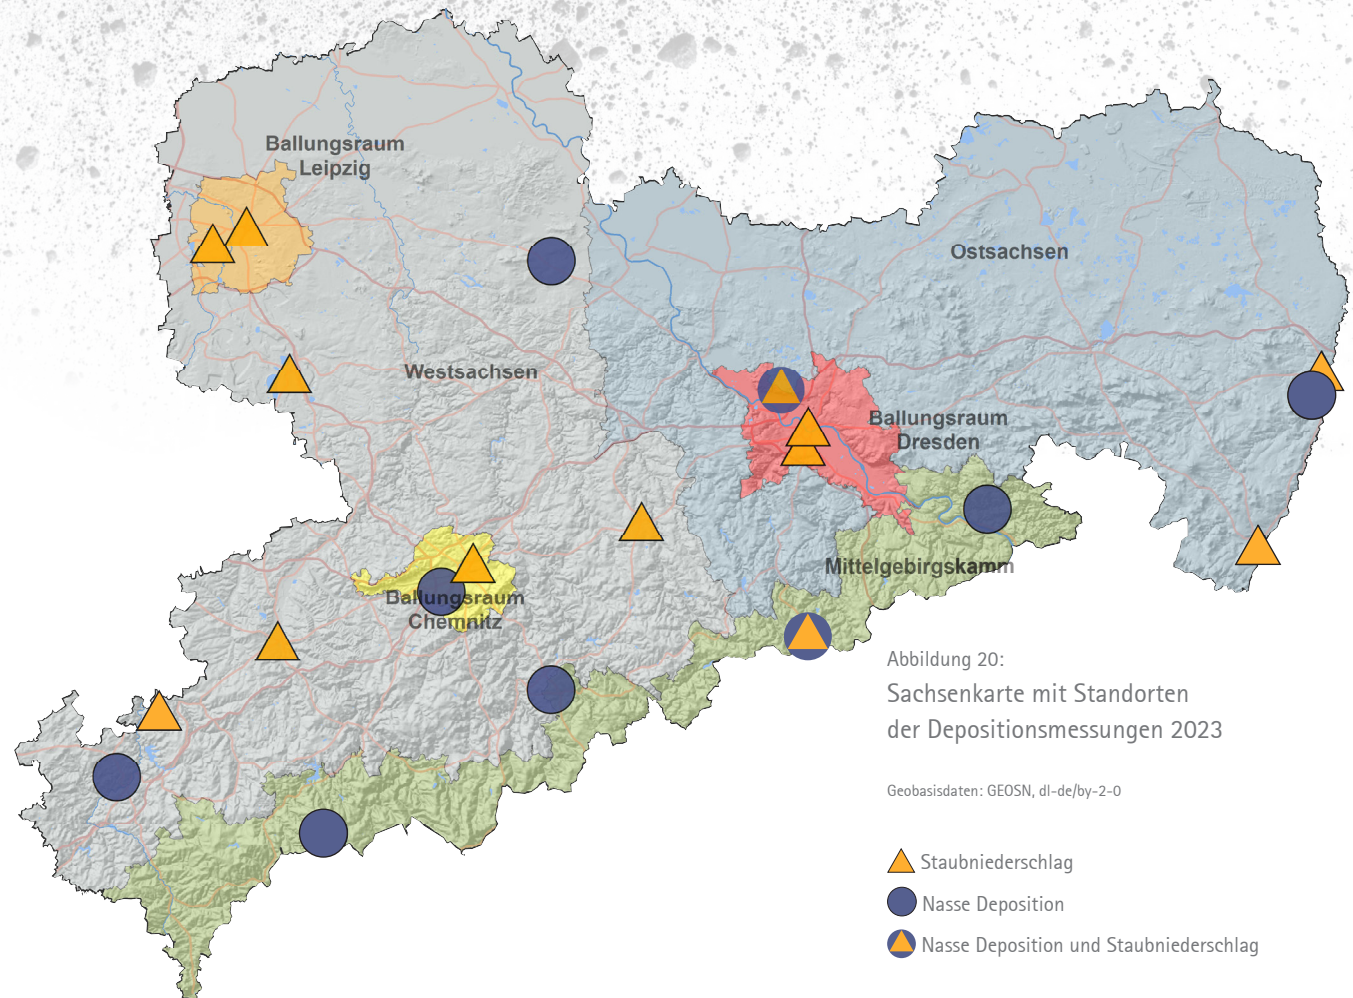 Ballungsraum
Leipzig
Ostsachsen
Westsachsen
Ballungsraum
Dresden
Mittelgebirgskamm
Ballungsraum
Chemnitz
Abbildung 20:
Sachsenkarte mit Standorten
der Depositionsmessungen 2023
Geobasisdaten: GEOSN, dl-de/by-2-0
Staubniederschlag
Nasse Deposition
Nasse Deposition und Staubniederschlag